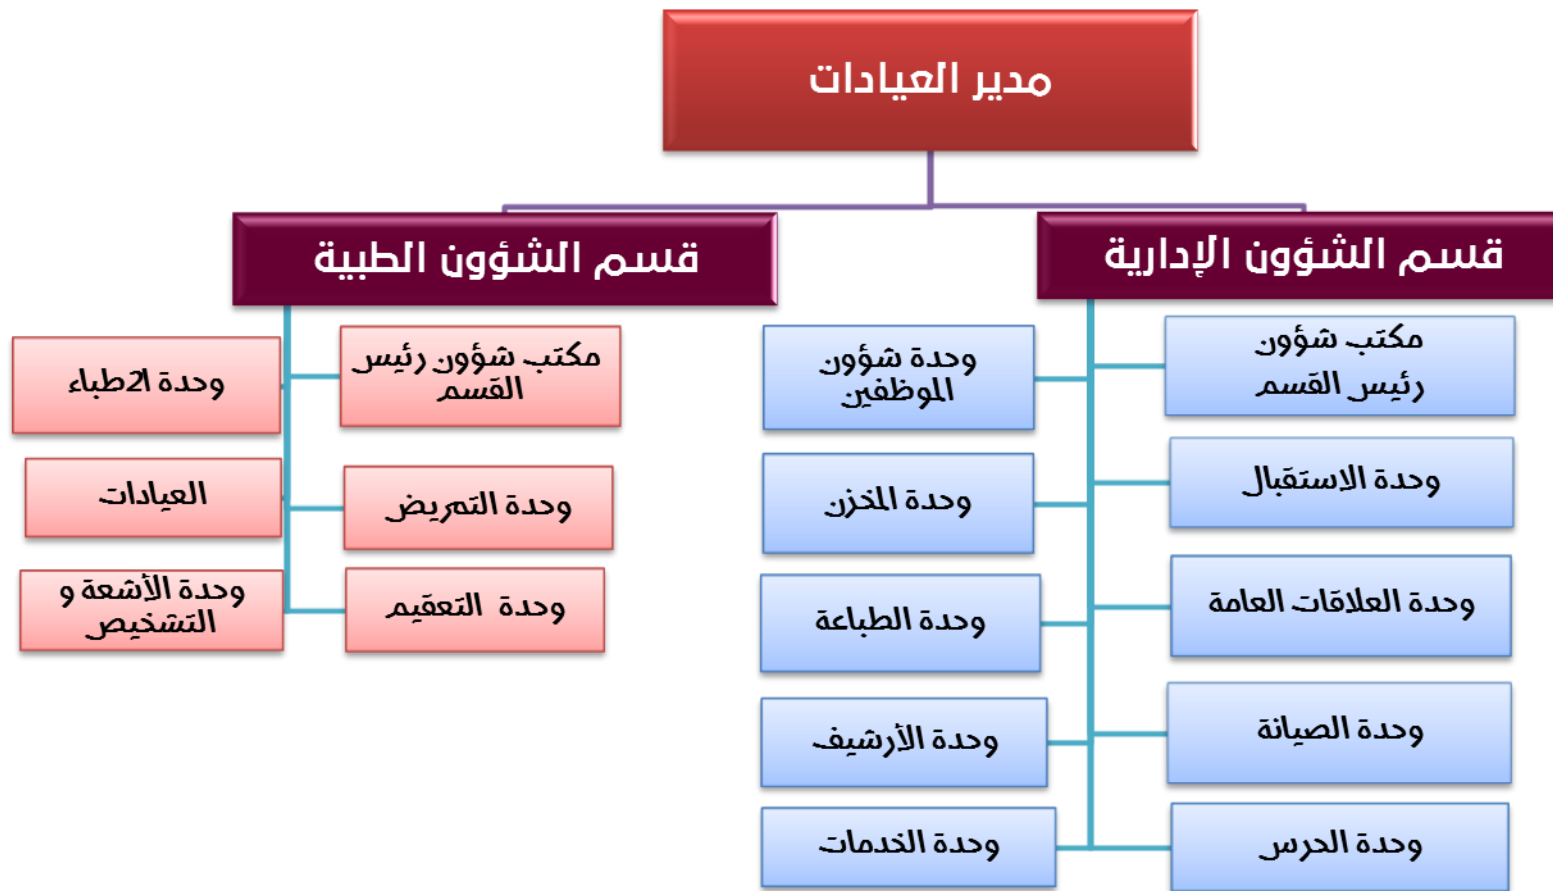 مدير العيادات
قسم الشؤون الإدارية
قسم الشؤون الطبية
مكتب شؤون
رئيس القسم
وحدة شؤون
الموظفين
وحدة الاستقبال
وحدة المخزن
وحدة العلاقات العامة
وحدة الطباعة
وحدة الصيانة
وحدة الأرشيف
وحدة الحرس
وحدة الخدمات
مكتب شؤون رئيس
القسم
وحدة ا2طباء
وحدة التمريض
العيادات
وحدة التعقيم
وحدة الأشعة و
التشخيص